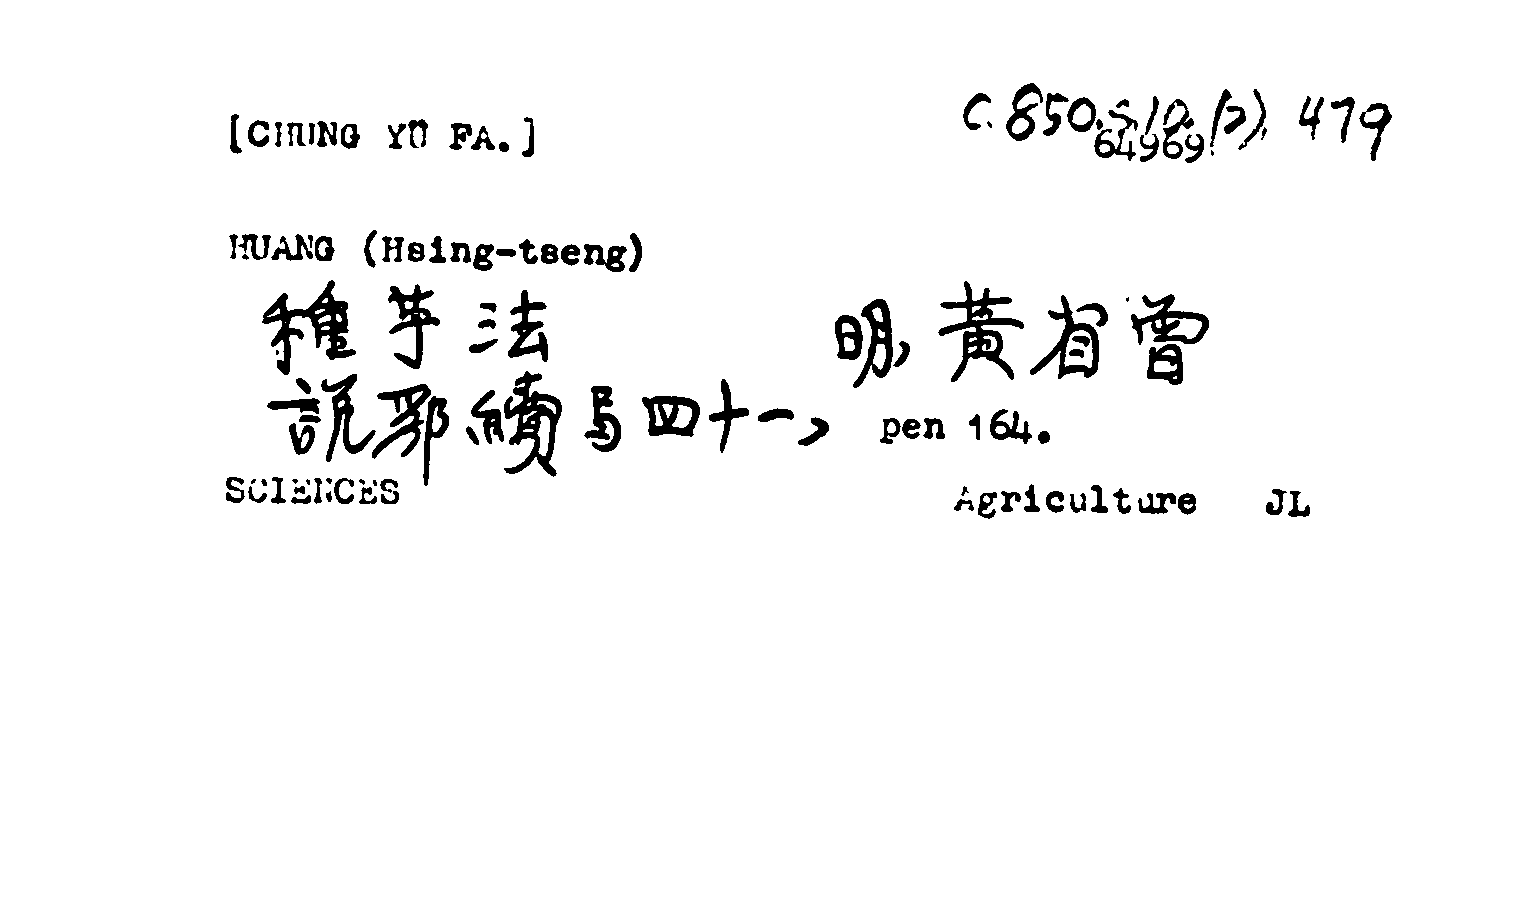 [CHUNG YÜ FA.]
C. 850. s/10. (2) 479
64969
HUANG (Hsing-tseng)
種芋法 明, 黃省曾
說郛續写四十一, pen 164.
SCIENCES Agriculture JL